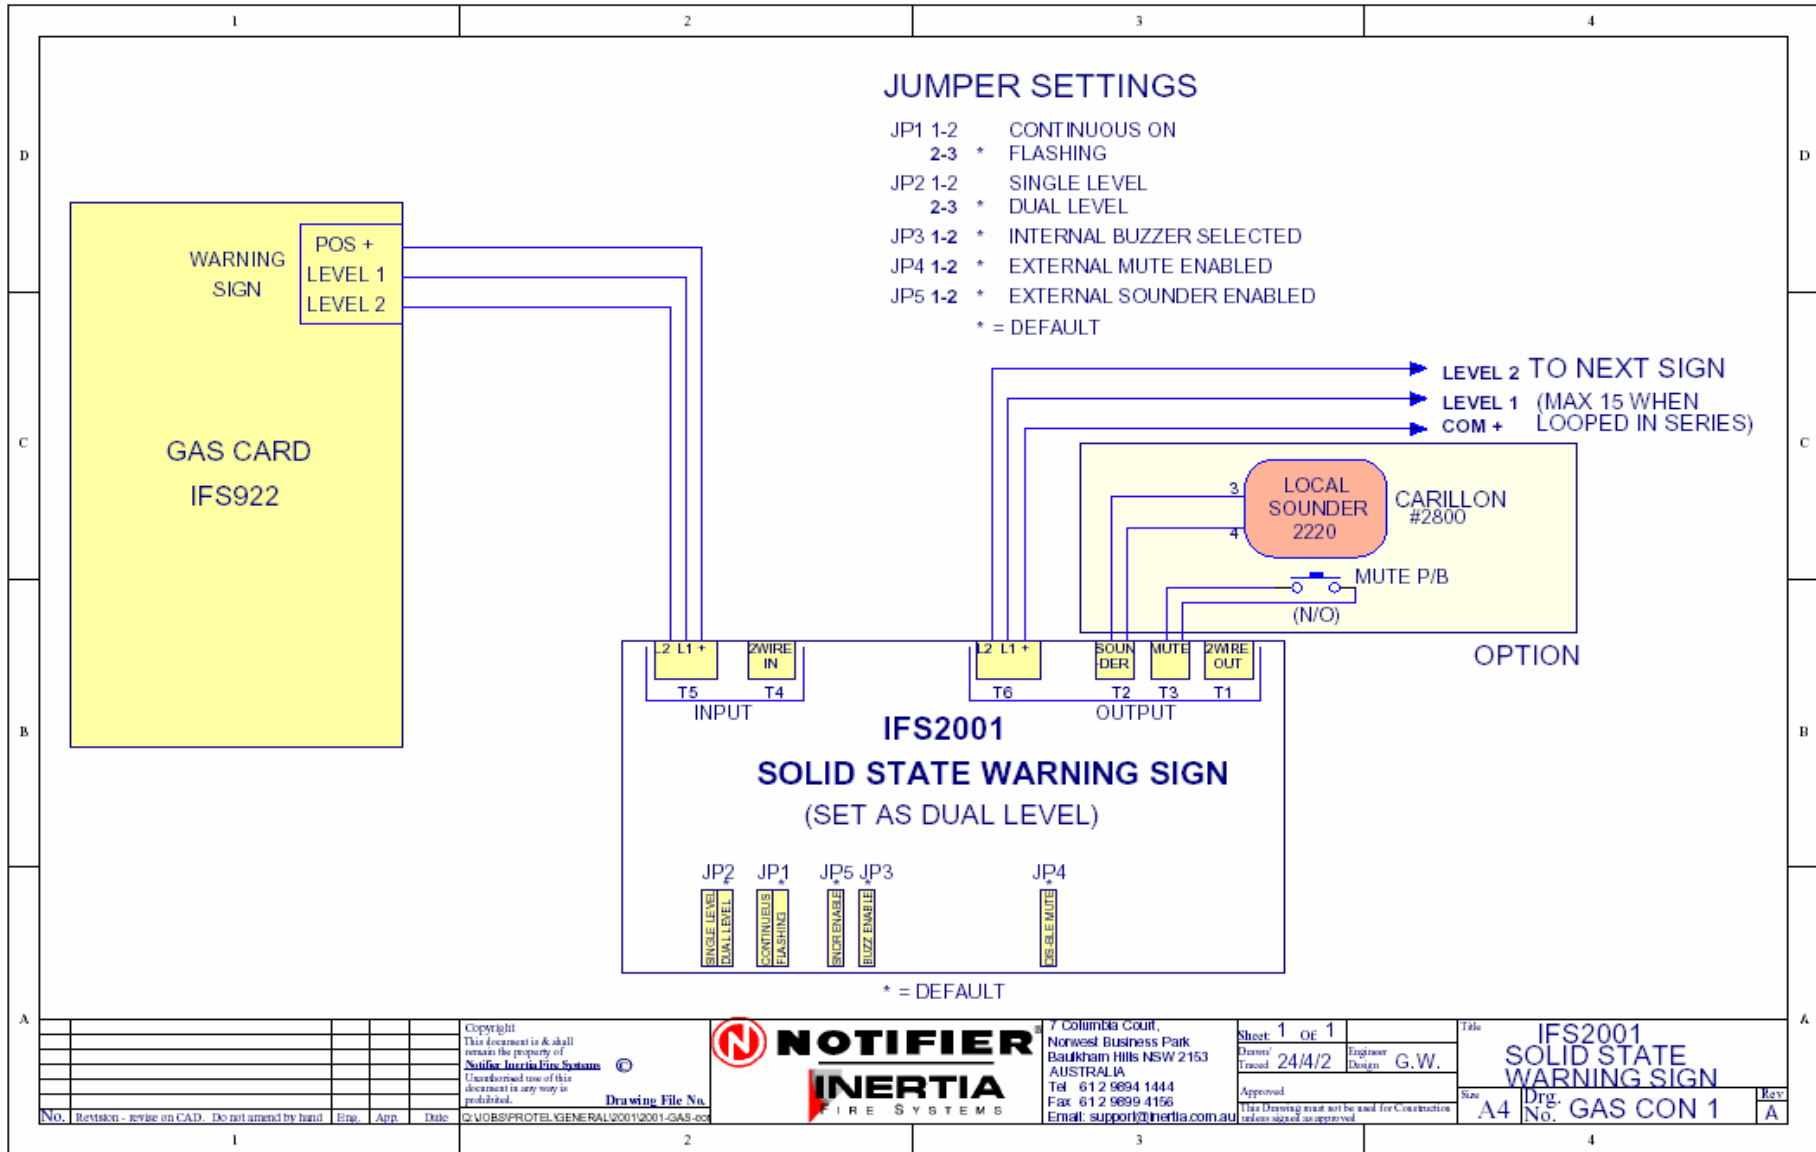 1 2 3 4
JUMPER SETTINGS
JP1 1-2 CONTINUOUS ON
2-3 * FLASHING
JP2 1-2 SINGLE LEVEL
2-3 * DUAL LEVEL
JP3 1-2 * INTERNAL BUZZER SELECTED
JP4 1-2 * EXTERNAL MUTE ENABLED
JP5 1-2 * EXTERNAL SOUNDER ENABLED
* = DEFAULT
D D
WARNING
SIGN
POS +
LEVEL 1
LEVEL 2
GAS CARD
IFS922
LEVEL 2 TO NEXT SIGN
LEVEL 1 (MAX 15 WHEN
COM + LOOPED IN SERIES)
C C
3
4
LOCAL
SOUNDER
2220
CARILLON
#2800
MUTE P/B
(N/O)
OPTION
L2 L1 +
2WIRE
IN
T5 T4
INPUT
L2 L1 +
SOUN
-DER
MUTE
2WIRE
OUT
T6 T2 T3 T1
OUTPUT
B B
IFS2001
SOLID STATE WARNING SIGN
(SET AS DUAL LEVEL)
JP2 JP1 JP5 JP3 JP4
* * * * *
SINGLE LEVEL
DUAL LEVEL
CONTINUEUS
FLASHING
SNDR ENABLE
BUZZ ENABLE
DIS-BLE MUTE
* = DEFAULT
A A
No. Revision - revise on CAD. Do not amend by hand Eng. App. Date
Copyright
This document is & shall
remain the property of
Notifier Inertia Fire Systems ©
Unauthorised use of this
document in any way is
prohibited.
Drawing File No.
Q:\JOBS\PROTEL\GENERAL\2001\2001-GAS-con
N NOTIFIER®
INERTIA
FIRE SYSTEMS
7 Columbia Court,
Norwest Business Park
Baulkham Hills NSW 2153
AUSTRALIA
Tel 61 2 9894 1444
Fax 61 2 9899 4156
Email: support@inertia.com.au
Sheet 1 OF 1
Drawn/
Traced 24/4/2
Engineer
Design G.W.
Approved
This Drawing must not be used for Construction
unless signed as approved
Title
IFS2001
SOLID STATE
WARNING SIGN
Size A4
Drg.
No. GAS CON 1
Rev A
1 2 3 4